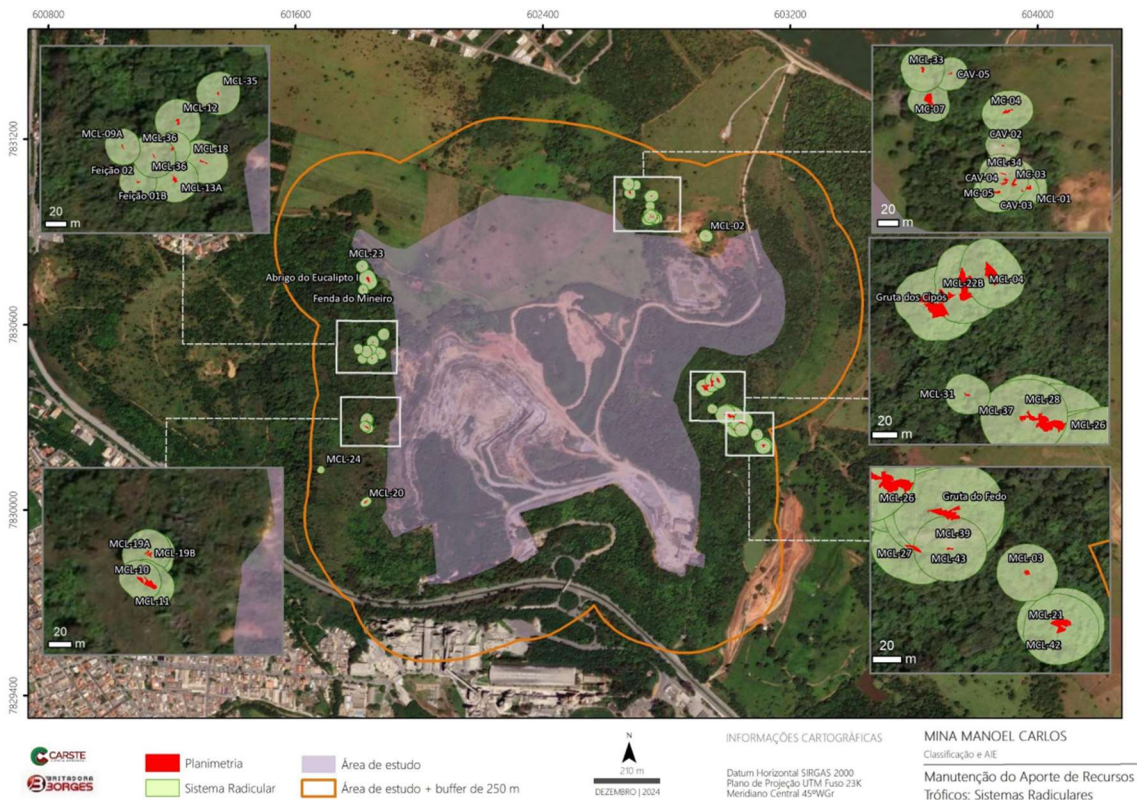 600800
601600
602400
603200
604000
7831200
7830600
7830000
7829400
MCL-35
MCL-12
MCL-09A
MCL-36
MCL-18
Feição 02
MCL-36
MCL-13A
Feição 01B
20 m
MCL-33
CAV-05
MC-07
MC-04
CAV-02
MCL-34
CAV-04
MC-03
MC-05
MCL-01
CAV-03
20 m
MCL-02
MCL-23
Abrigo do Eucalipto I
Fenda do Mineiro
MCL-24
MCL-20
MCL-04
MCL-22B
Gruta dos Cipós
MCL-31
MCL-28
MCL-37
MCL-26
20 m
MCL-19A
MCL-19B
MCL-10
MCL-11
20 m
MCL-26
Gruta do Fedo
MCL-39
MCL-27
MCL-43
MCL-03
MCL-21
MCL-42
20 m
CARSTE
BRITADORA
BORGES
Planimetria
Sistema Radicular
Área de estudo
Área de estudo + buffer de 250 m
N
210 m
DEZEMBRO | 2024
INFORMAÇÕES CARTOGRÁFICAS
Datum Horizontal SIRGAS 2000
Plano de Projeção UTM Fuso 23K
Meridiano Central 45ºWGr
MINA MANOEL CARLOS
Classificação e AIE
Manutenção do Aporte de Recursos
Tróficos: Sistemas Radiculares